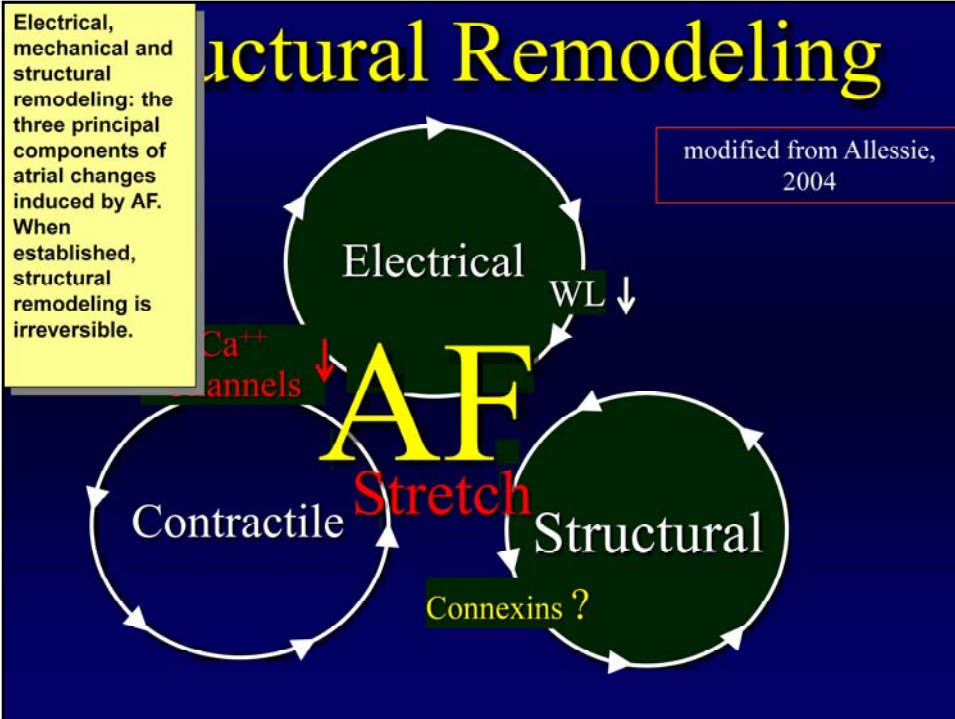 Electrical,
mechanical and
structural
remodeling: the
three principal
components of
atrial changes
induced by AF.
When
established,
structural
remodeling is
irreversible.
uctural Remodeling
modified from Allessie,
2004
Electrical
WL ↓
Ca++ ↓
annels
AF
Stretch
Contractile
Structural
Connexins ?